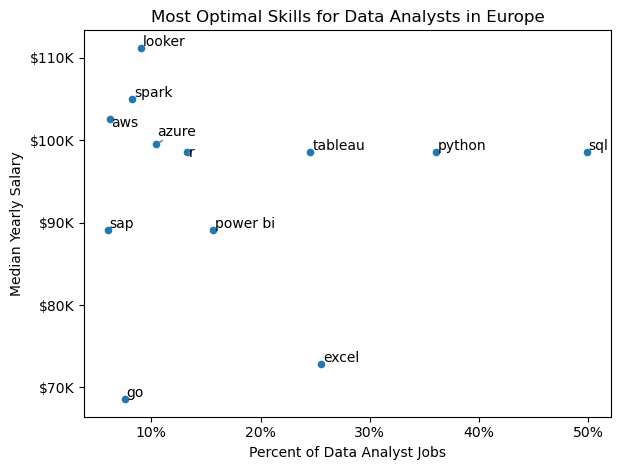 Most Optimal Skills for Data Analysts in Europe
looker
$110K
spark
aws
azure
$100K
r
tableau
python
sql
sap
power bi
$90K
$80K
excel
$70K
go
Median Yearly Salary
10%
20%
30%
40%
50%
Percent of Data Analyst Jobs